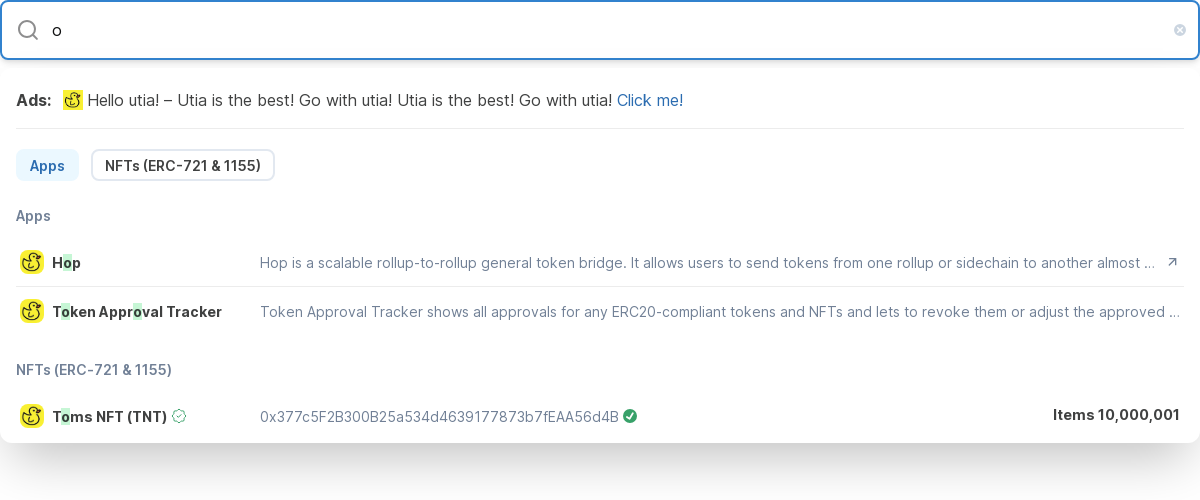 o
Ads: Hello utia! – Utia is the best! Go with utia! Utia is the best! Go with utia! Click me!
Apps NFTs (ERC-721 & 1155)
Apps
Hop Hop is a scalable rollup-to-rollup general token bridge. It allows users to send tokens from one rollup or sidechain to another almost ...
Token Approval Tracker Token Approval Tracker shows all approvals for any ERC20-compliant tokens and NFTs and lets to revoke them or adjust the approved ...
NFTs (ERC-721 & 1155)
Toms NFT (TNT) 0x377c5F2B300B25a534d4639177873b7fEAA56d4B Items 10,000,001